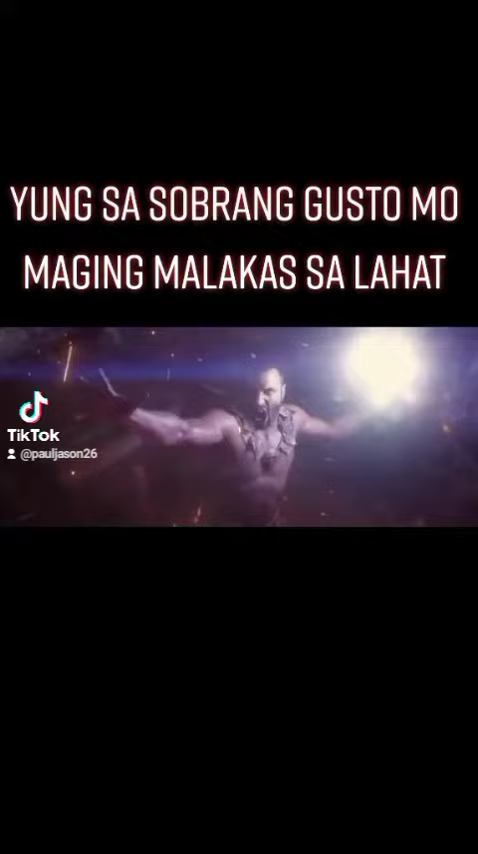 YUNG SA SOBRANG GUSTO MO
MAGING MALAKAS SA LAHAT
TikTok
@pauljason26